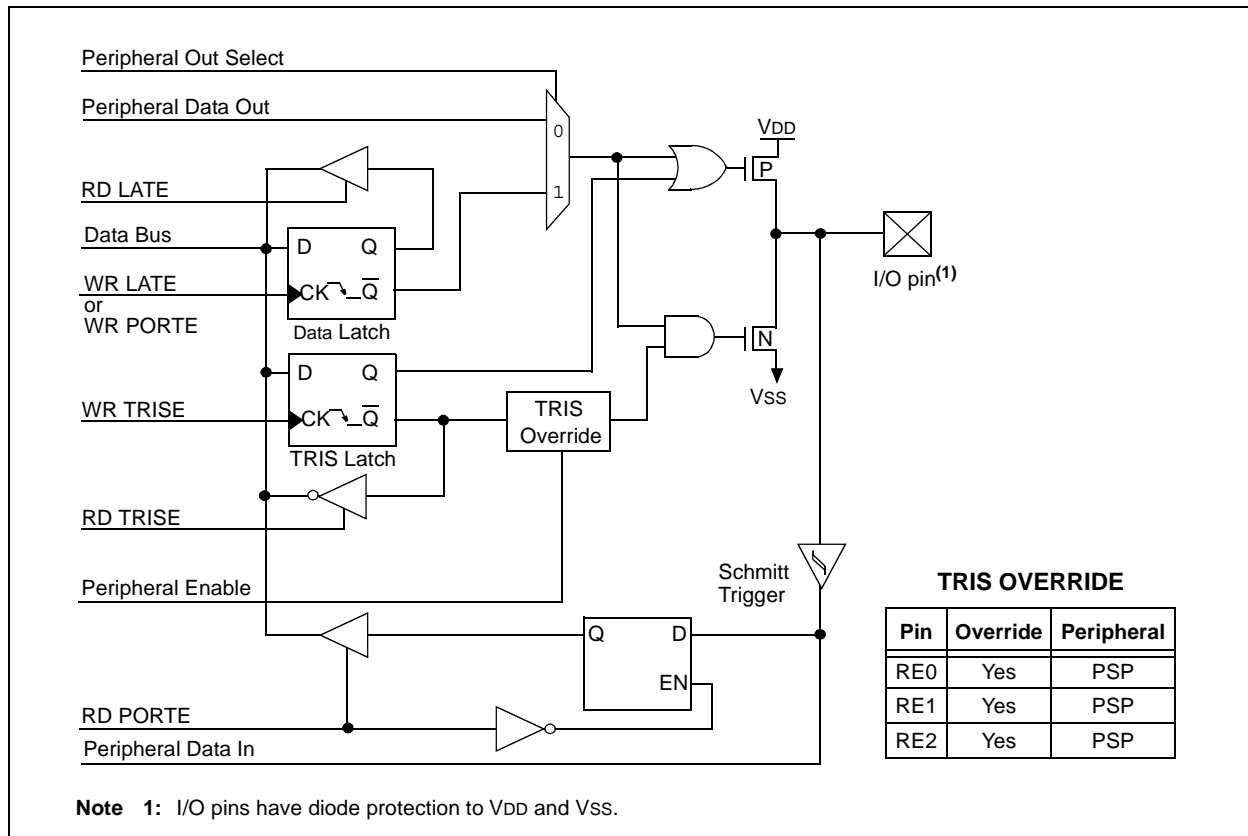 Peripheral Out Select
Peripheral Data Out
0
VDD
P
RD LATE
1
Data Bus
D Q
WR LATE
or
WR PORTE
CK Q
Data Latch
I/O pin(1)
N
VSS
D Q
WR TRISE
CK Q
TRIS Latch
TRIS
Override
RD TRISE
Peripheral Enable
Schmitt
Trigger
Q D
EN
RD PORTE
Peripheral Data In
TRIS OVERRIDE
Pin Override Peripheral
RE0 Yes PSP
RE1 Yes PSP
RE2 Yes PSP
Note 1: I/O pins have diode protection to VDD and VSS.